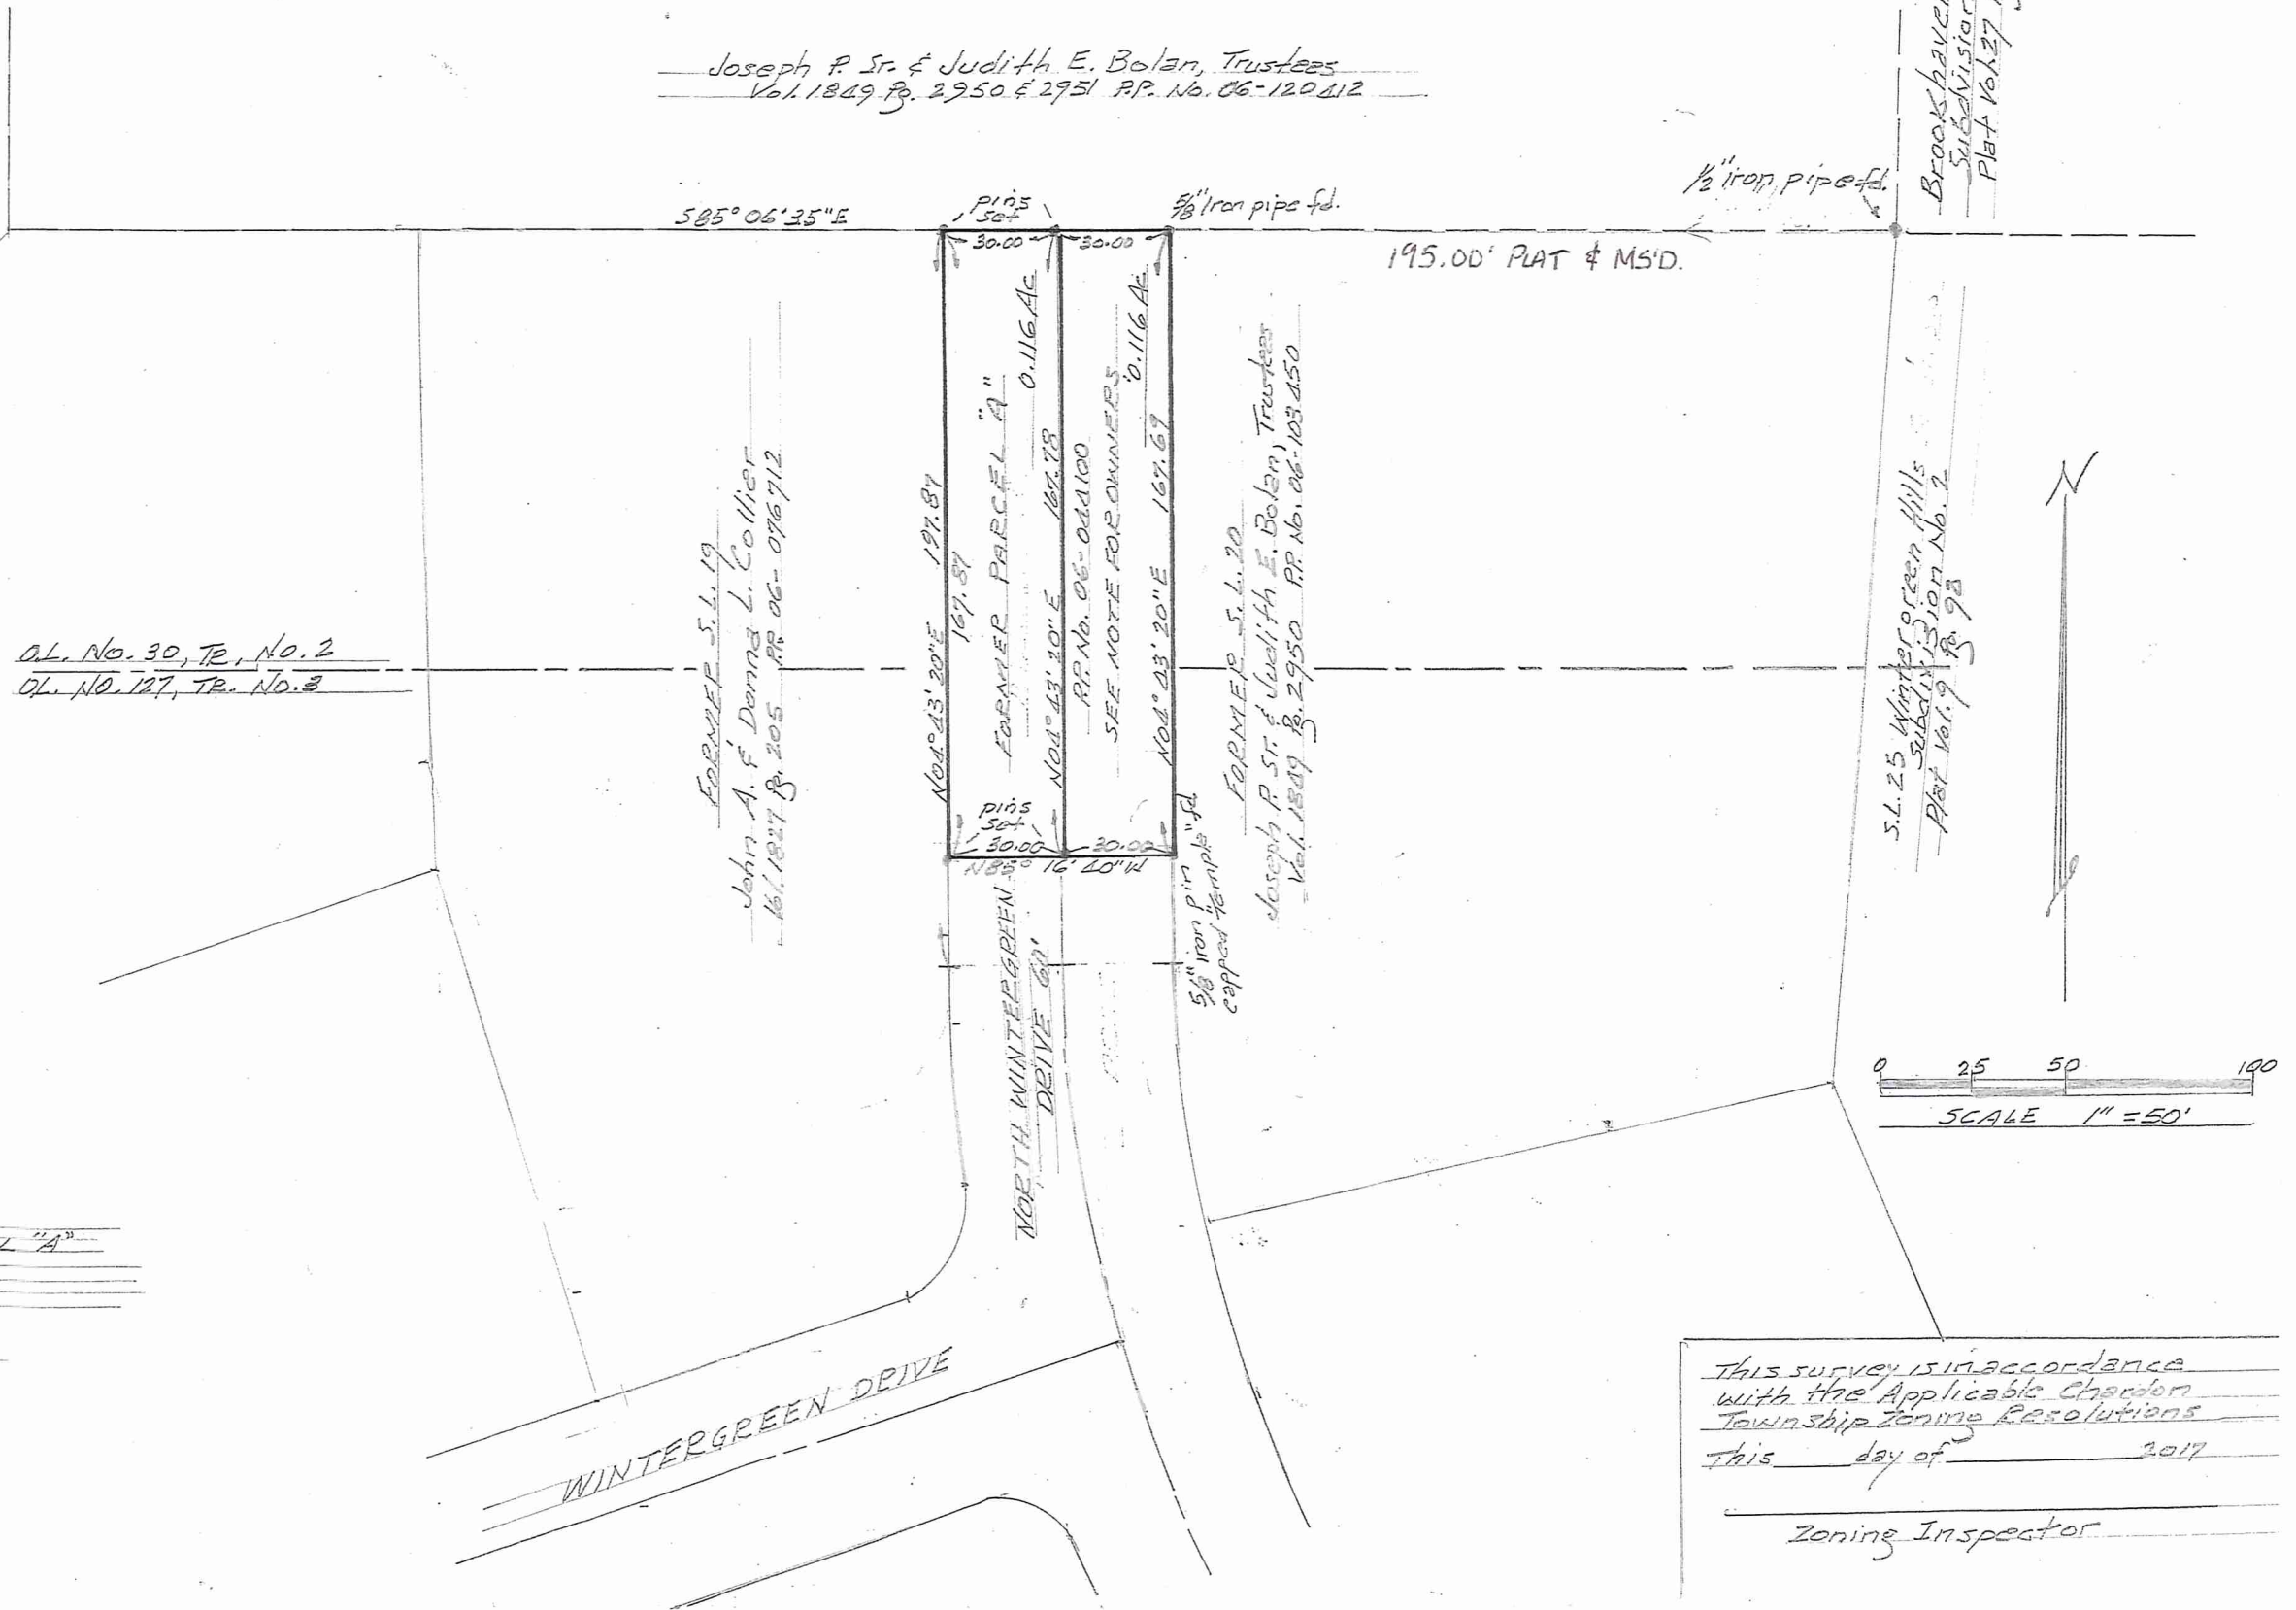 Joseph P. Sr. & Judith E. Bolan, Trustees
Vol. 1849 Pg. 2950 & 2951 P.P. No. 06-120412
Brookhaven
Subdivision
Plat Vol. 27
1/2" iron pipe fd.
S85° 06' 35" E
pins
set
5/8" Iron pipe fd.
30.00
30.00
195.00' PLAT & MS'D.
FORMER S.L. 19
John A. & Donna L. Collier
Vol. 1827 Pg. 205 P.P. 06-076712
N04° 43' 20" E 197.87
167.87
FORMER PARCEL "A"
0.116 Ac
N04° 43' 20" E 167.78
P.P. No. 06-044100
SEE NOTE FOR OWNERS
0.116 Ac
N04° 43' 20" E 167.69
FORMER S.L. 20
Joseph P. Sr. & Judith E. Bolan, Trustees
Vol. 1849 Pg. 2950 P.P. No. 06-103450
O.L. No. 30, TR. No. 2
O.L. NO. 127, TR. No. 3
S.L. 25 Wintergreen Hills
Subdivision No. 2
Plat Vol. 9 Pg. 98
N
pins
set
30.00
30.00
N85° 16' 40" W
5/8" iron pin
capped "Temple" fd.
NORTH WINTERGREEN
DRIVE 60'
0 25 50 100
SCALE 1" = 50'
"A"
WINTERGREEN DRIVE
This survey is in accordance
with the Applicable Chardon
Township Zoning Resolutions
This day of 2017
Zoning Inspector